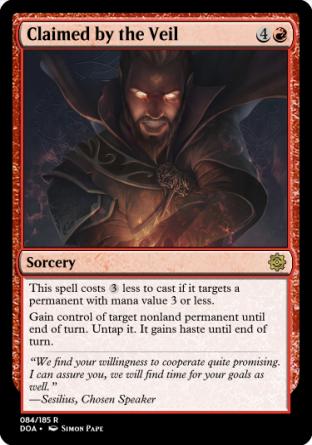 Claimed by the Veil 4
Sorcery
This spell costs 3 less to cast if it targets a
permanent with mana value 3 or less.
Gain control of target nonland permanent until
end of turn. Untap it. It gains haste until end of
turn.
“We find your willingness to cooperate quite promising.
I can assure you, we will find time for your goals as
well.”
—Sesilius, Chosen Speaker
084/185 R
DOA • Simon Pape